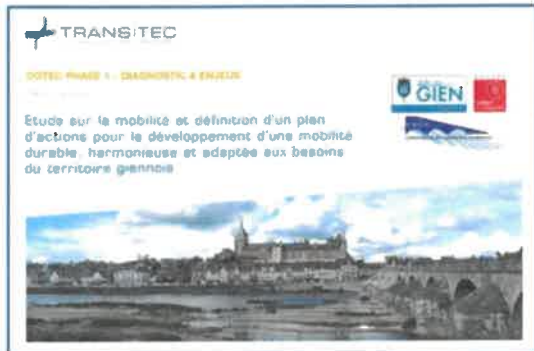 TRANSITEC
COTEC PHASE 1 - DIAGNOSTIC & ENJEUX
GIEN
Etude sur la mobilité et définition d'un plan
d'actions pour le développement d'une mobilité
durable, harmonieuse et adaptée aux besoins
du territoire giennois